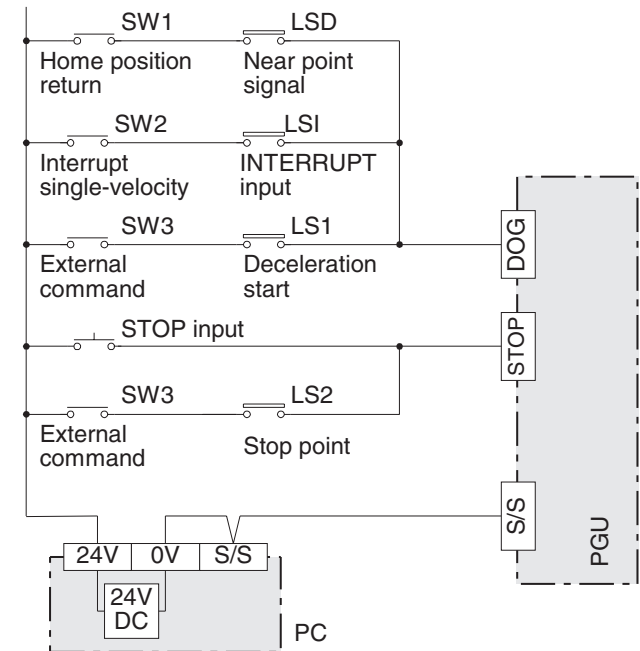 SW1
LSD
Home position
return
Near point
signal
SW2
LSI
Interrupt
single-velocity
INTERRUPT
input
SW3
LS1
External
command
Deceleration
start
DOG
STOP input
STOP
SW3
LS2
External
command
Stop point
S/S
PGU
24V
0V
S/S
24V
DC
PC